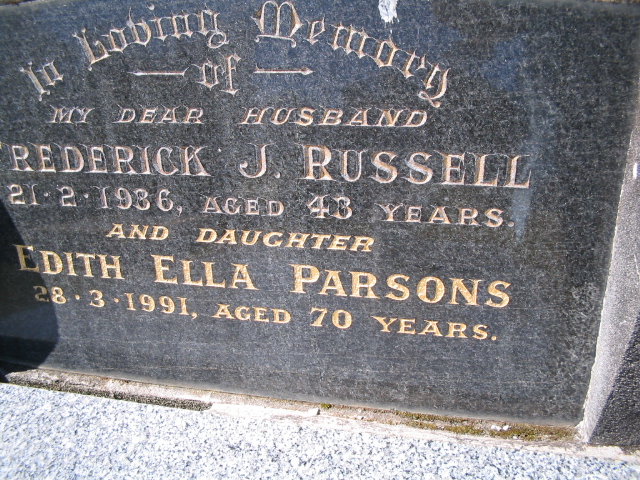 In Loving Memory
of
MY DEAR HUSBAND
FREDERICK J. RUSSELL
21·2·1936, AGED 43 YEARS.
AND DAUGHTER
EDITH ELLA PARSONS
28·3·1991, AGED 70 YEARS.